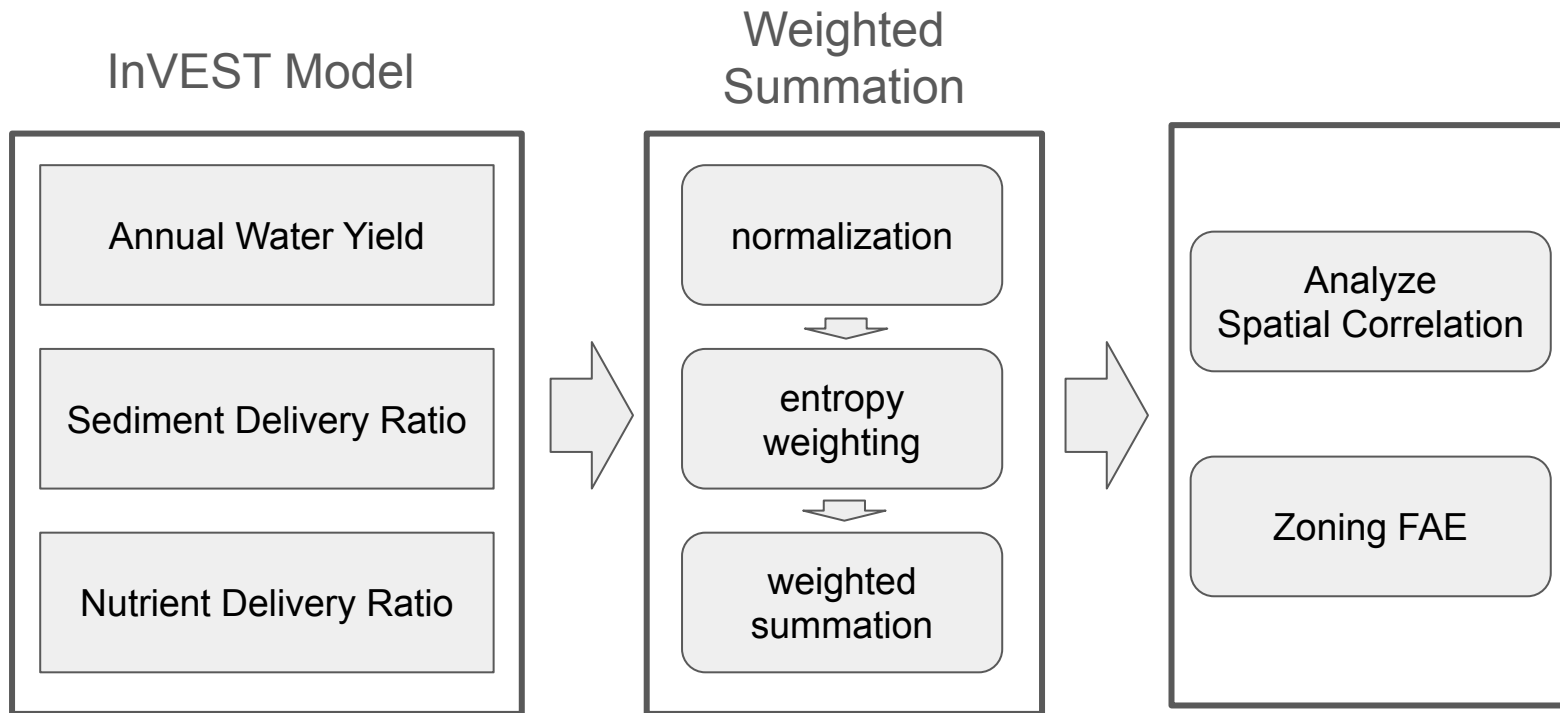 InVEST Model
Annual Water Yield
Sediment Delivery Ratio
Nutrient Delivery Ratio
Weighted
Summation
normalization
entropy
weighting
weighted
summation
Analyze
Spatial Correlation
Zoning FAE